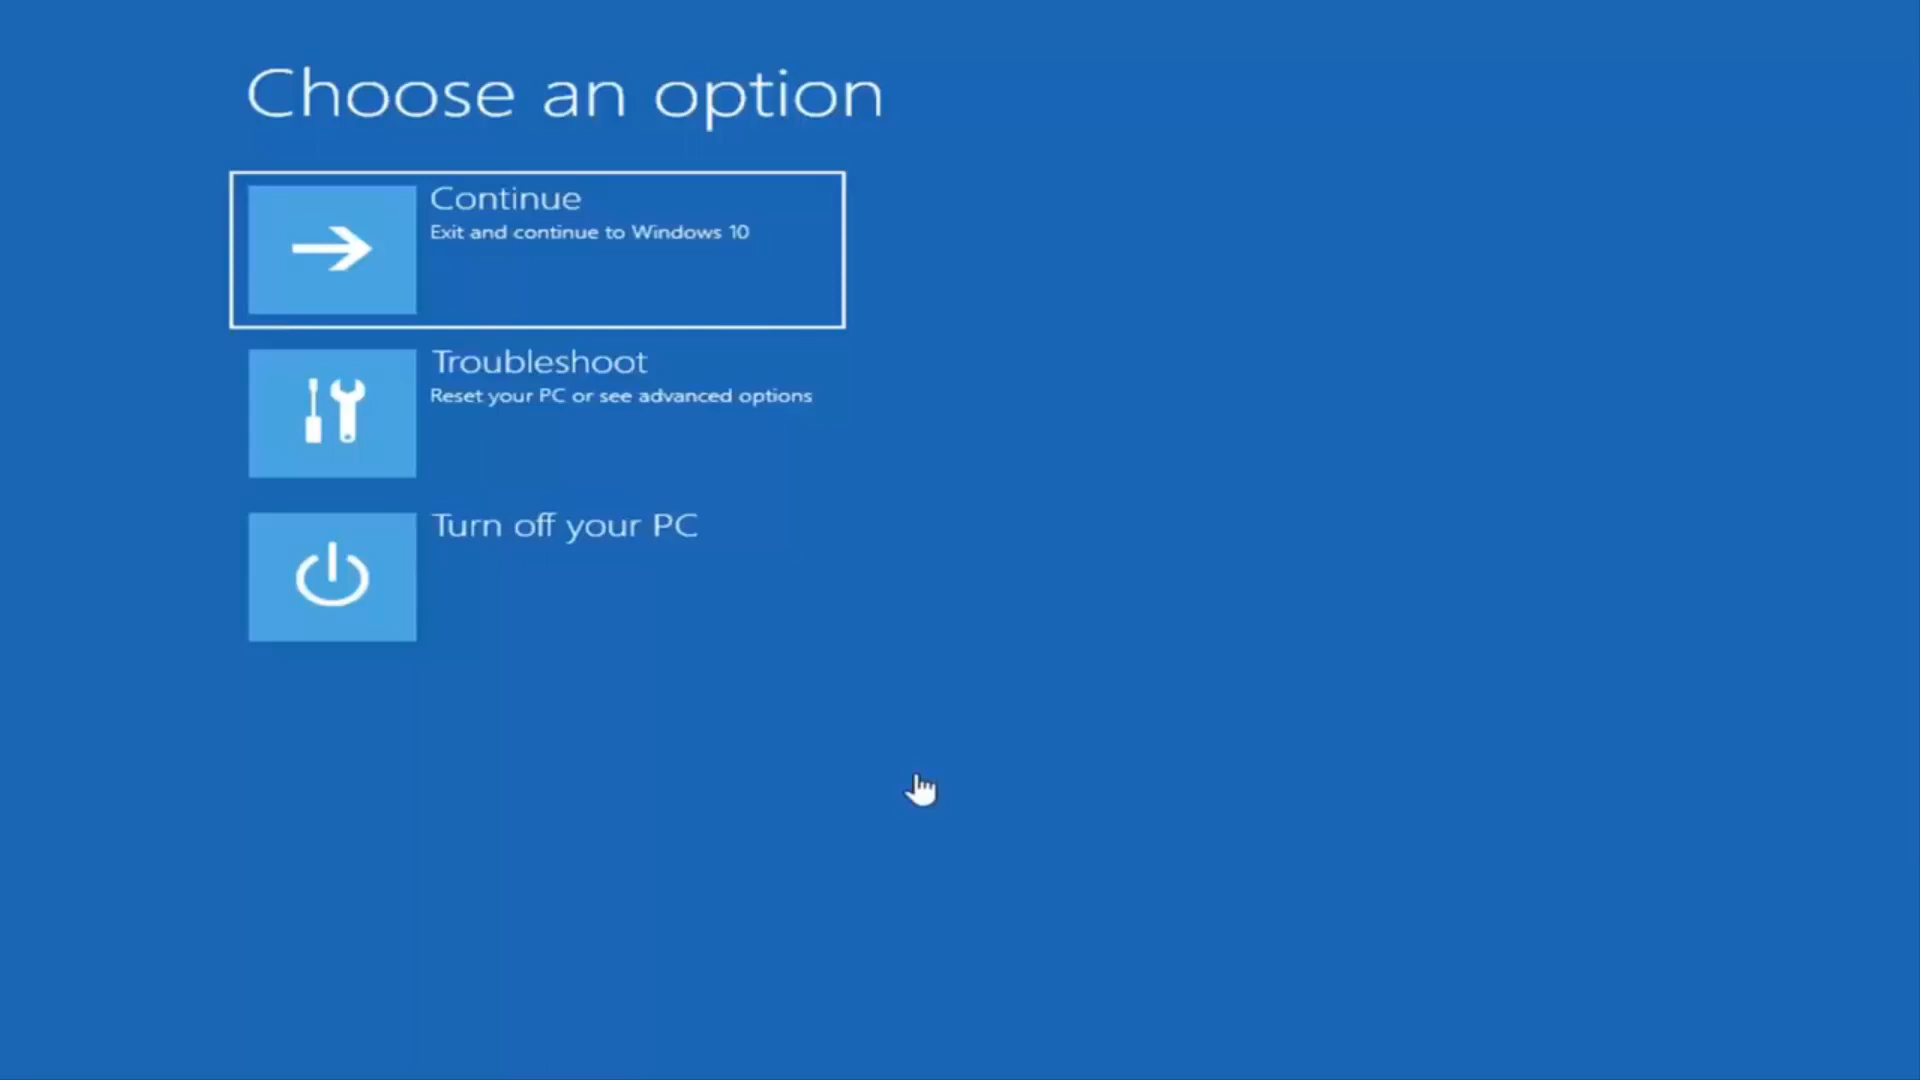 Choose an option
Continue
Exit and continue to Windows 10
Troubleshoot
Reset your PC or see advanced options
Turn off your PC